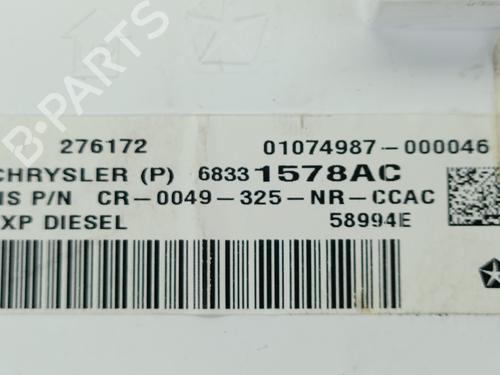 276172 01074987-000046
CHRYSLER (P) 68331578AC
IS P/N CR-0049-325-NR-CCAC
XP DIESEL 58994E
B-PARTS